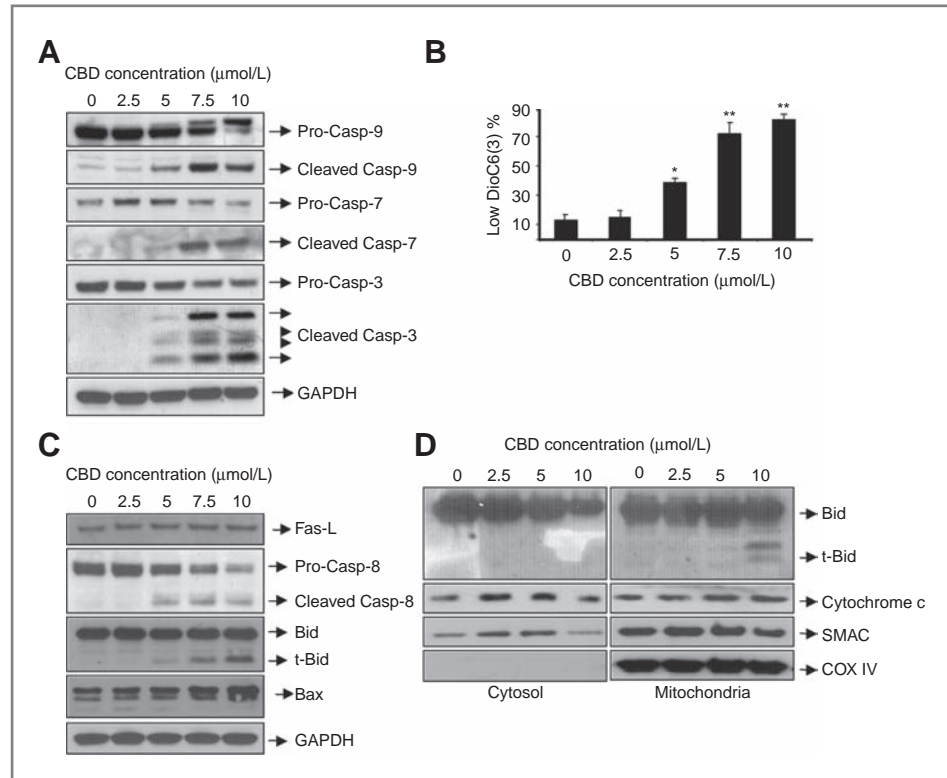 A
CBD concentration (μmol/L)
0 2.5 5 7.5 10
Pro-Casp-9
Cleaved Casp-9
Pro-Casp-7
Cleaved Casp-7
Pro-Casp-3
Cleaved Casp-3
GAPDH
B
Low DioC6(3) %
90
70
50
30
10
*
**
**
0 2.5 5 7.5 10
CBD concentration (μmol/L)
C
CBD concentration (μmol/L)
0 2.5 5 7.5 10
Fas-L
Pro-Casp-8
Cleaved Casp-8
Bid
t-Bid
Bax
GAPDH
D
CBD concentration (μmol/L)
0 2.5 5 10 0 2.5 5 10
Bid
t-Bid
Cytochrome c
SMAC
COX IV
Cytosol Mitochondria